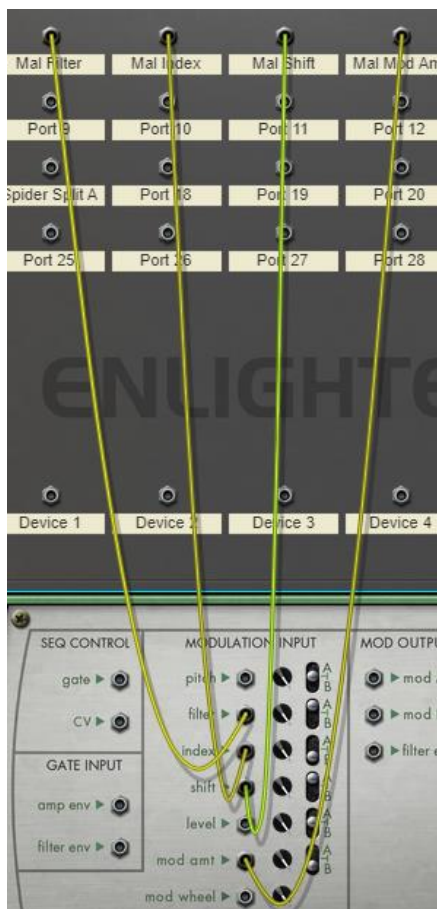 Mal Filter Mal Index Mal Shift Mal Mod Am
Port 9 Port 10 Port 11 Port 12
Spider Split A Port 18 Port 19 Port 20
Port 25 Port 26 Port 27 Port 28
ENLIGHTE
Device 1 Device 2 Device 3 Device 4
SEQ CONTROL
gate
CV
GATE INPUT
amp env
filter env
MODULATION INPUT
pitch A T B
filter A T B
index A T B
shift A T B
level A T B
mod amt A T B
mod wheel
MOD OUTPU
mod
mod
filter e